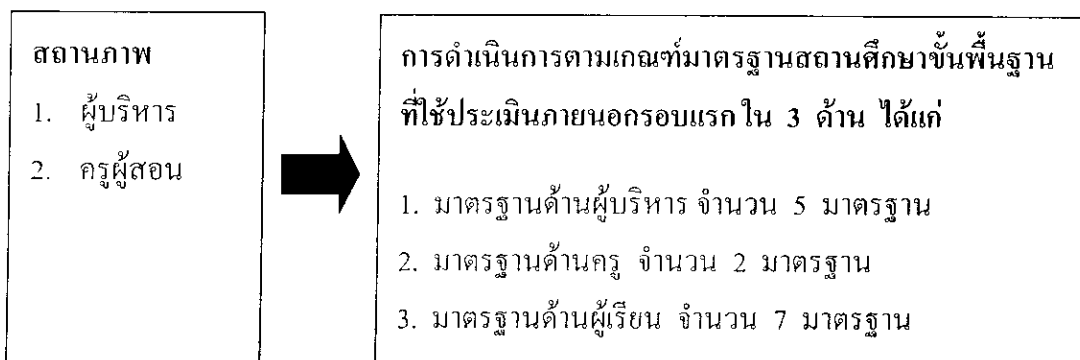 สถานภาพ
1. ผู้บริหาร
2. ครูผู้สอน
การดำเนินการตามเกณฑ์มาตรฐานสถานศึกษาขั้นพื้นฐาน
ที่ใช้ประเมินภายนอกรอบแรก ใน 3 ด้าน ได้แก่
1. มาตรฐานด้านผู้บริหาร จำนวน 5 มาตรฐาน
2. มาตรฐานด้านครู จำนวน 2 มาตรฐาน
3. มาตรฐานด้านผู้เรียน จำนวน 7 มาตรฐาน